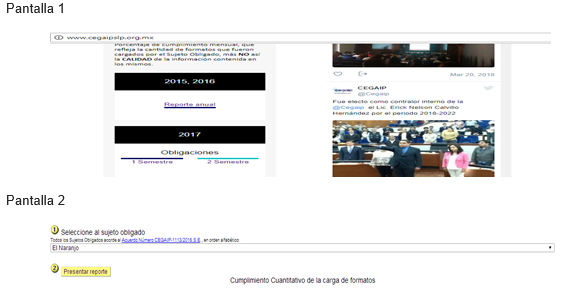 Pantalla 1
www.cegaipslp.org.mx
Porcentaje de cumplimiento mensual, que
refleja la cantidad de formatos que fueron
cargados por el Sujeto Obligado, más NO así
la CALIDAD de la información contenida en
los mismos.
2015, 2016
Reporte anual
2017
Obligaciones
1 Semestre 2 Semestre
Mar 20, 2018
CEGAIP
@Cegaip
Fue electo como contralor interno de la
@Cegaip el Lic. Erick Nelson Calvillo
Hernández por el periodo 2018-2022
Pantalla 2
1 Seleccione al sujeto obligado
Todos los Sujetos Obligados acorde al Acuerdo Número CEGAIP-1113/2016.S.E., en orden alfabético
El Naranjo
2 Presentar reporte
Cumplimiento Cuantitativo de la carga de formatos